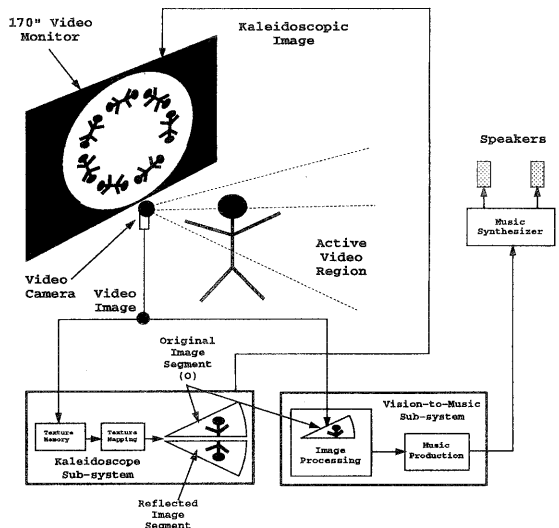 170" Video
Monitor
Kaleidoscopic
Image
Speakers
Music
Synthesizer
Active
Video
Region
Video
Camera
Video
Image
Original
Image
Segment
(O)
Texture
Memory
Texture
Mapping
Kaleidoscope
Sub-system
Vision-to-Music
Sub-system
Image
Processing
Music
Production
Reflected
Image
Segment